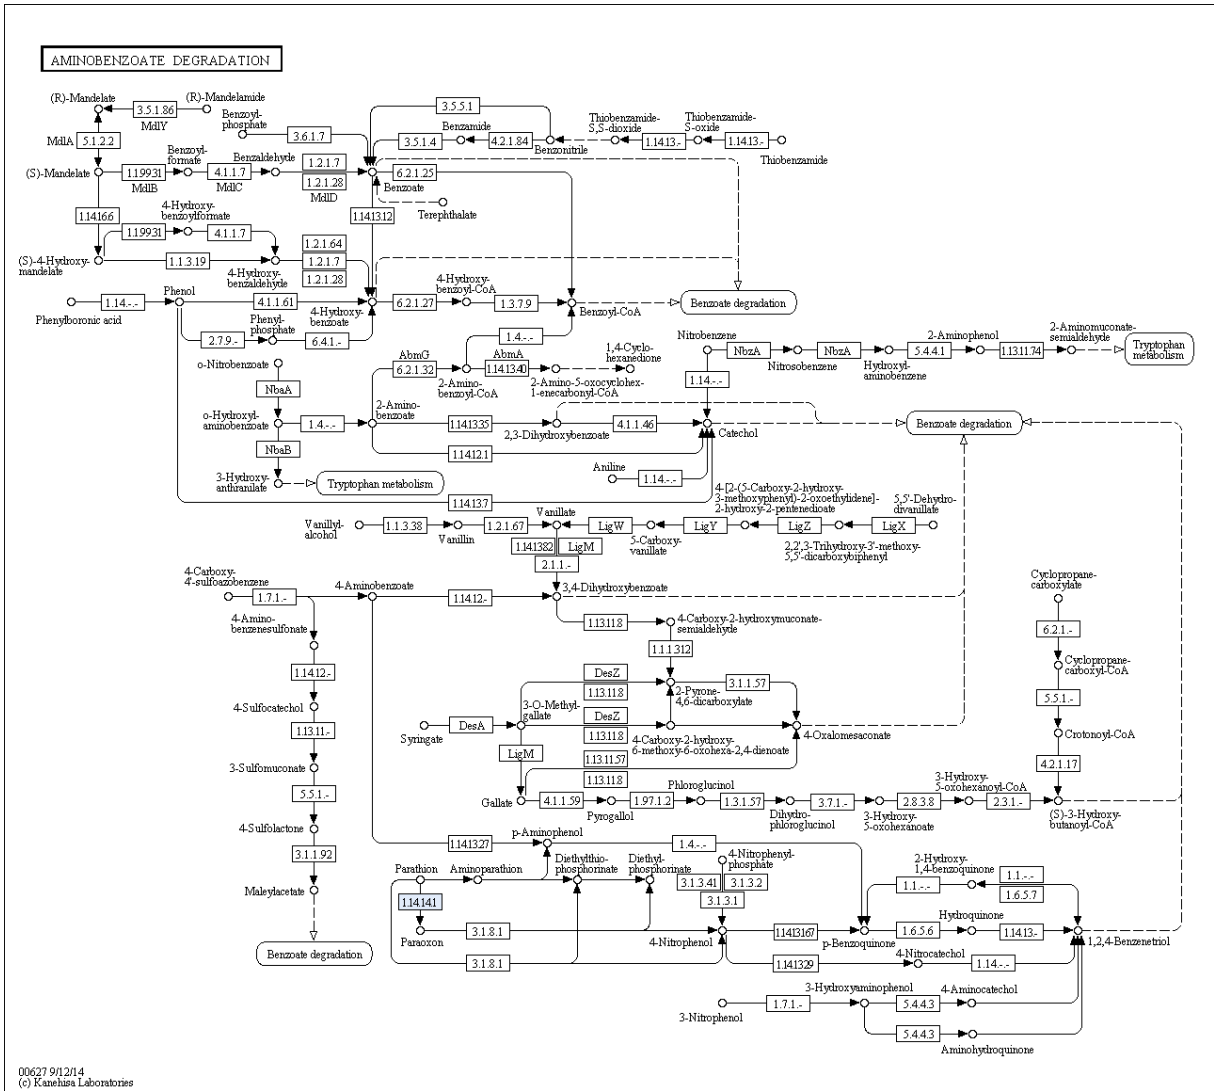 AMINOBENZOATE DEGRADATION
(R)-Mandelate
3.5.1.86
MdlY
(R)-Mandelamide
MdlA
5.1.2.2
Benzoyl
phosphate
3.6.1.7
3.5.5.1
3.5.1.4
Benzamide
4.2.1.84
Benzonitrile
Thiobenzamide-
S,S-dioxide
1.14.13.-
Thiobenzamide
S-oxide
1.14.13.-
Thiobenzamide
(S)-Mandelate
1.1.99.31
MdlB
Benzoyl-
formate
4.1.1.7
MdlC
Benzaldehyde
1.2.1.7
1.2.1.28
MdlD
Benzoate
6.2.1.25
Terephthalate
1.14.16.6
1.14.13.12
4-Hydroxy-
benzoylformate
1.1.99.31
4.1.1.7
(S)-4-Hydroxy-
mandelate
1.1.3.19
4-Hydroxy-
benzaldehyde
1.2.1.64
1.2.1.7
1.2.1.28
Phenylboronic acid
1.14.-.-
Phenol
4.1.1.61
4-Hydroxy-
benzoate
6.2.1.27
4-Hydroxy-
benzoyl-CoA
1.3.7.9
Benzoyl-CoA
Benzoate degradation
2.7.9.-
Phenyl-
phosphate
6.4.1.-
1.4.-.-
o-Nitrobenzoate
NbaA
AbmG
6.2.1.32
2-Amino-
benzoyl-CoA
AbmA
1.14.13.40
2-Amino-5-oxocyclohex-
1-enecarbonyl-CoA
1,4-Cyclo-
hexanedione
Nitrobenzene
NbzA
Nitrosobenzene
NbzA
Hydroxyl-
aminobenzene
5.4.4.1
2-Aminophenol
1.13.11.74
2-Aminomuconate-
semialdehyde
Tryptophan
metabolism
1.14.-.-
o-Hydroxyl-
aminobenzoate
1.4.-.-
2-Amino-
benzoate
1.14.13.35
2,3-Dihydroxybenzoate
4.1.1.46
Catechol
Benzoate degradation
NbaB
1.14.12.1
3-Hydroxy-
anthranilate
Tryptophan metabolism
Aniline
1.14.-.-
1.14.13.7
Vanillyl-
alcohol
1.1.3.38
Vanillin
1.2.1.67
Vanillate
LigW
5-Carboxy-
vanillate
LigY
4-[2-(5-Carboxy-2-hydroxy-
3-methoxyphenyl)-2-oxoethylidene]-
2-hydroxy-2-pentenedioate
LigZ
2,2',3-Trihydroxy-3'-methoxy-
5,5'-dicarboxybiphenyl
LigX
5,5'-Dehydro-
divanillate
1.14.13.82
LigM
2.1.1.-
4-Carboxy-
4'-sulfoazobenzene
1.7.1.-
4-Aminobenzoate
1.14.12.-
3,4-Dihydroxybenzoate
4-Amino-
benzenesulfonate
1.14.12.-
4-Sulfocatechol
1.13.11.-
3-Sulfomuconate
5.5.1.-
4-Sulfolactone
3.1.1.92
Maleylacetate
Benzoate degradation
1.13.11.8
4-Carboxy-2-hydroxymuconate-
semialdehyde
1.1.1.312
DesZ
1.13.11.8
2-Pyrone-
4,6-dicarboxylate
3.1.1.57
Syringate
DesA
3-O-Methyl-
gallate
DesZ
1.13.11.8
4-Carboxy-2-hydroxy-
6-methoxy-6-oxohexa-2,4-dienoate
4-Oxalomesaconate
LigM
1.13.11.57
1.13.11.8
Cyclopropane-
carboxylate
6.2.1.-
Cyclopropane-
carboxyl-CoA
5.5.1.-
Crotonoyl-CoA
4.2.1.17
Gallate
4.1.1.59
Pyrogallol
1.97.1.2
Phloroglucinol
1.3.1.57
Dihydro-
phloroglucinol
3.7.1.-
3-Hydroxy-
5-oxohexanoate
2.8.3.8
3-Hydroxy-
5-oxohexanoyl-CoA
2.3.1.-
(S)-3-Hydroxy-
butanoyl-CoA
1.14.13.27
p-Aminophenol
1.4.-.-
Parathion
Aminoparathion
Diethylthio-
phosphorinate
Diethyl-
phosphorinate
4-Nitrophenyl-
phosphate
3.1.3.41
3.1.3.2
3.1.3.1
2-Hydroxy-
1,4-benzoquinone
1.1.-.-
1.1.-.-
1.6.5.7
1.14.14.1
Paraoxon
3.1.8.1
3.1.8.1
4-Nitrophenol
1.14.13.167
p-Benzoquinone
1.6.5.6
Hydroquinone
1.14.13.-
1,2,4-Benzenetriol
1.14.13.29
4-Nitrocatechol
1.14.-.-
3-Nitrophenol
1.7.1.-
3-Hydroxyaminophenol
5.4.4.3
4-Aminocatechol
5.4.4.3
Aminohydroquinone
00627 9/12/14
(c) Kanehisa Laboratories